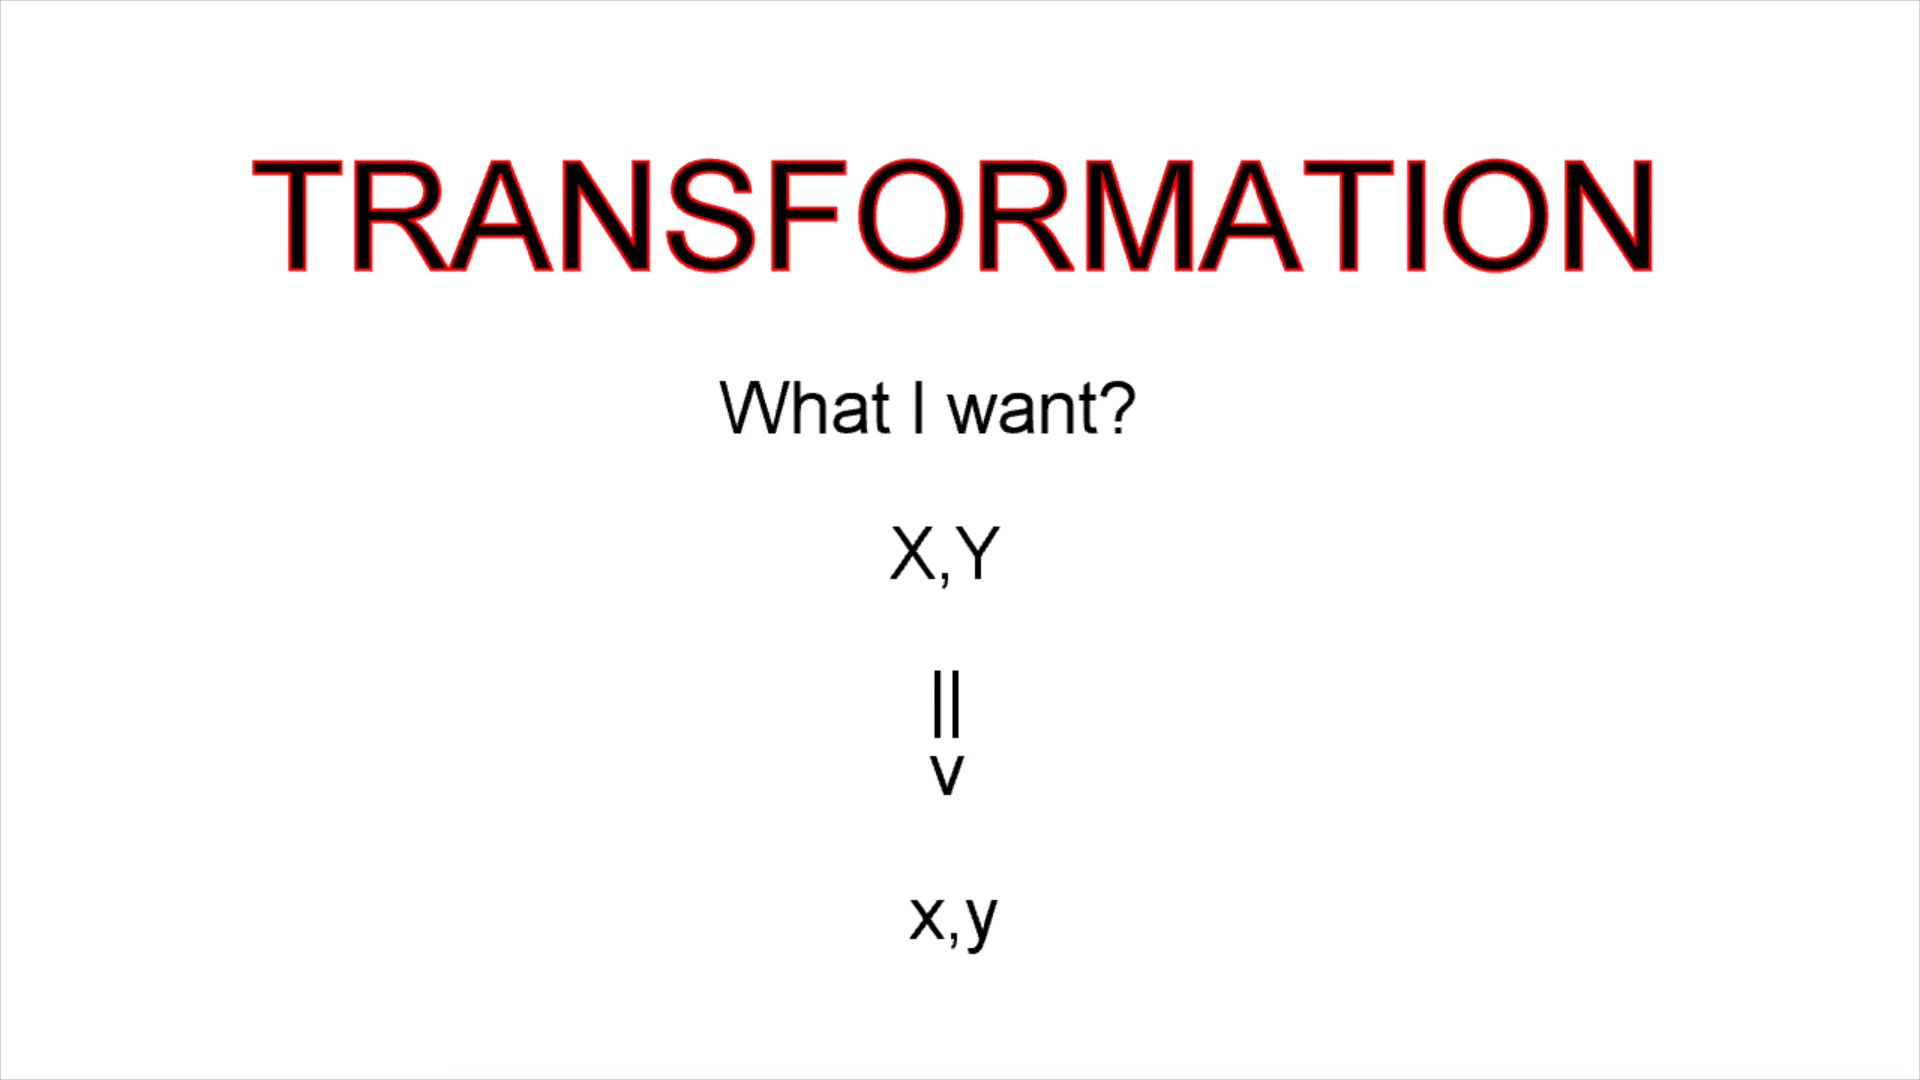 TRANSFORMATION
What I want?
X,Y
||
v
x,y